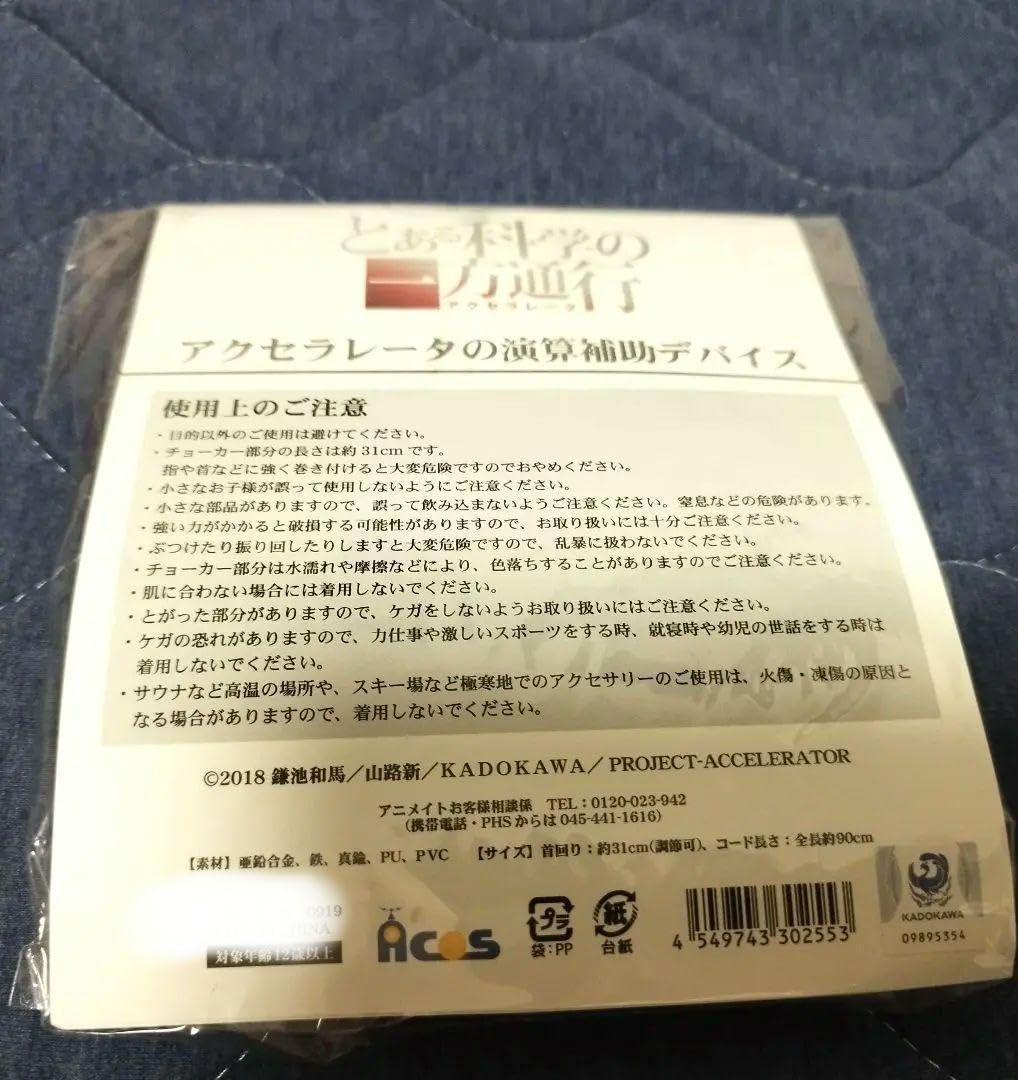 とある科学の
一方通行
アクセラレータ
アクセラレータの演算補助デバイス
使用上のご注意
・目的以外のご使用は避けてください。
・チョーカー部分の長さは約31cmです。
指や首などに強く巻き付けると大変危険ですのでおやめください。
・小さなお子様が誤って使用しないようにご注意ください。
・小さな部品がありますので、誤って飲み込まないようご注意ください。窒息などの危険があります。
・強い力がかかると破損する可能性がありますので、お取り扱いには十分ご注意ください。
・ぶつけたり振り回したりしますと大変危険ですので、乱暴に扱わないでください。
・チョーカー部分は水濡れや摩擦などにより、色落ちすることがありますのでご注意ください。
・肌に合わない場合には着用しないでください。
・とがった部分がありますので、ケガをしないようお取り扱いにはご注意ください。
・ケガの恐れがありますので、力仕事や激しいスポーツをする時、就寝時や幼児の世話をする時は
着用しないでください。
・サウナなど高温の場所や、スキー場など極寒地でのアクセサリーのご使用は、火傷・凍傷の原因と
なる場合がありますので、着用しないでください。
©2018 鎌池和馬／山路新／KADOKAWA／PROJECT-ACCELERATOR
アニメイトお客様相談係 TEL：0120-023-942
（携帯電話・PHSからは 045-441-1616）
【素材】亜鉛合金、鉄、真鍮、PU、PVC 【サイズ】首回り：約31cm(調節可)、コード長さ：全長約90cm
0919
CHINA
対象年齢12歳以上
ACOS
プラ
袋：PP
紙
台紙
4 549743 302553
KADOKAWA
09895354